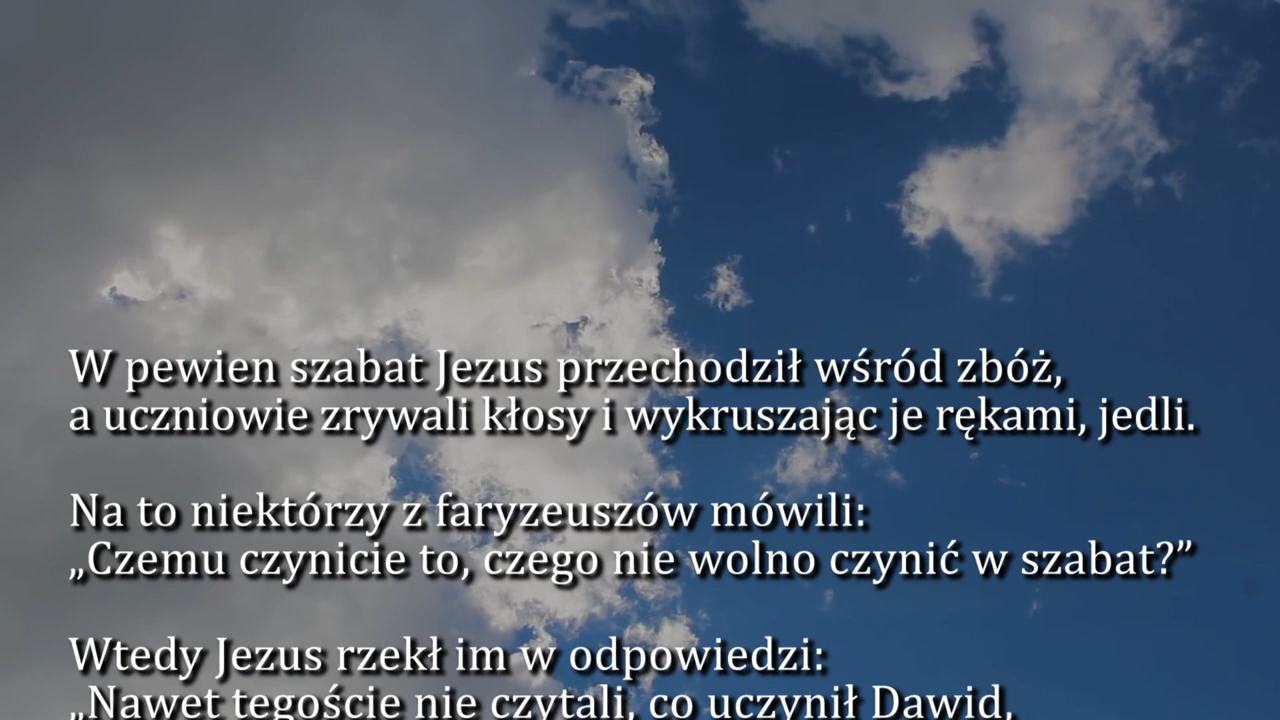 W pewien szabat Jezus przechodził wśród zbóż,
a uczniowie zrywali kłosy i wykruszając je rękami, jedli.
Na to niektórzy z faryzeuszów mówili:
„Czemu czynicie to, czego nie wolno czynić w szabat?”
Wtedy Jezus rzekł im w odpowiedzi:
„Nawet tegoście nie czytali, co uczynił Dawid,